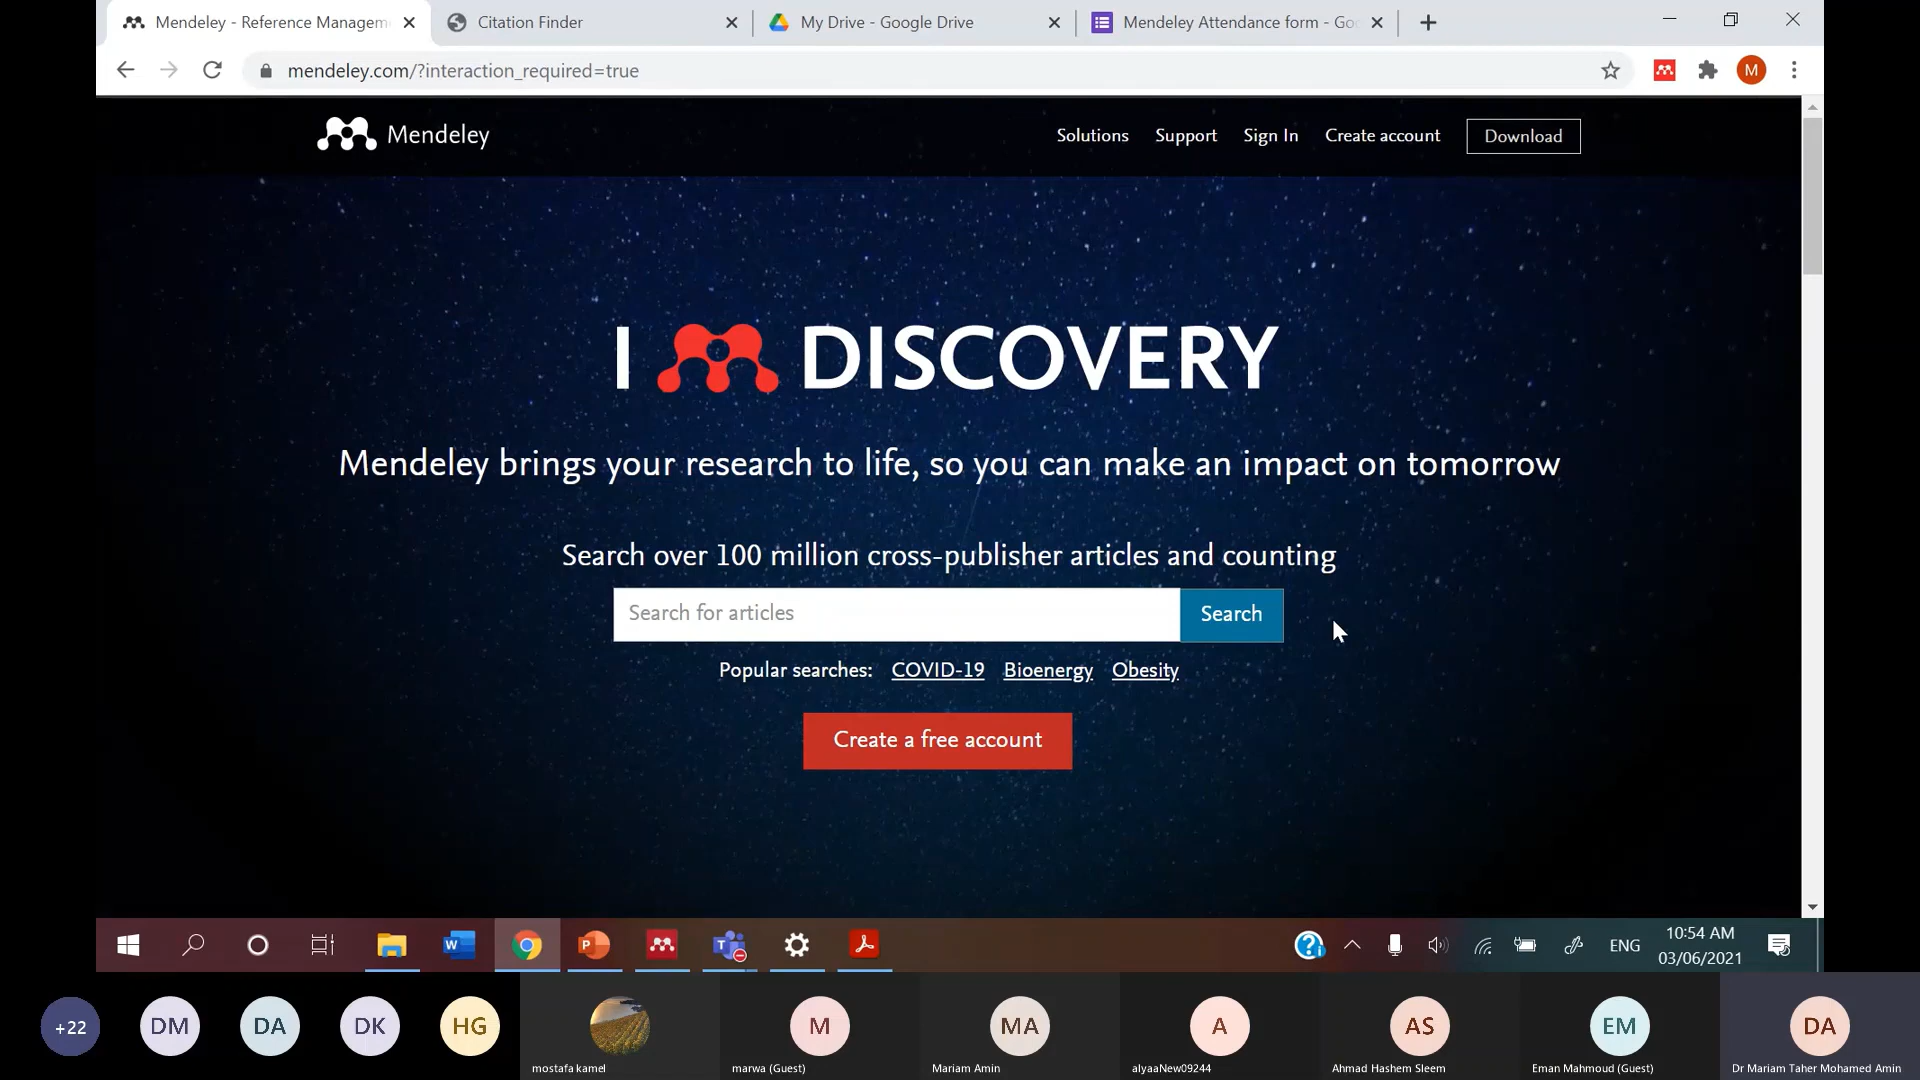 Mendeley - Reference Managem
Citation Finder
My Drive - Google Drive
Mendeley Attendance form - Go
mendeley.com/?interaction_required=true
M
Mendeley
Solutions
Support
Sign In
Create account
Download
I DISCOVERY
Mendeley brings your research to life, so you can make an impact on tomorrow
Search over 100 million cross-publisher articles and counting
Search for articles
Search
Popular searches: COVID-19 Bioenergy Obesity
Create a free account
ENG
10:54 AM
03/06/2021
+22
DM
DA
DK
HG
M
MA
A
AS
EM
DA
mostafa kamel
marwa (Guest)
Mariam Amin
alyaaNew09244
Ahmad Hashem Sleem
Eman Mahmoud (Guest)
Dr Mariam Taher Mohamed Amin